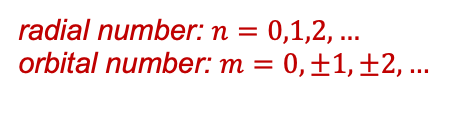 radial number: n = 0,1,2, ...
orbital number: m = 0, ±1, ±2, ...